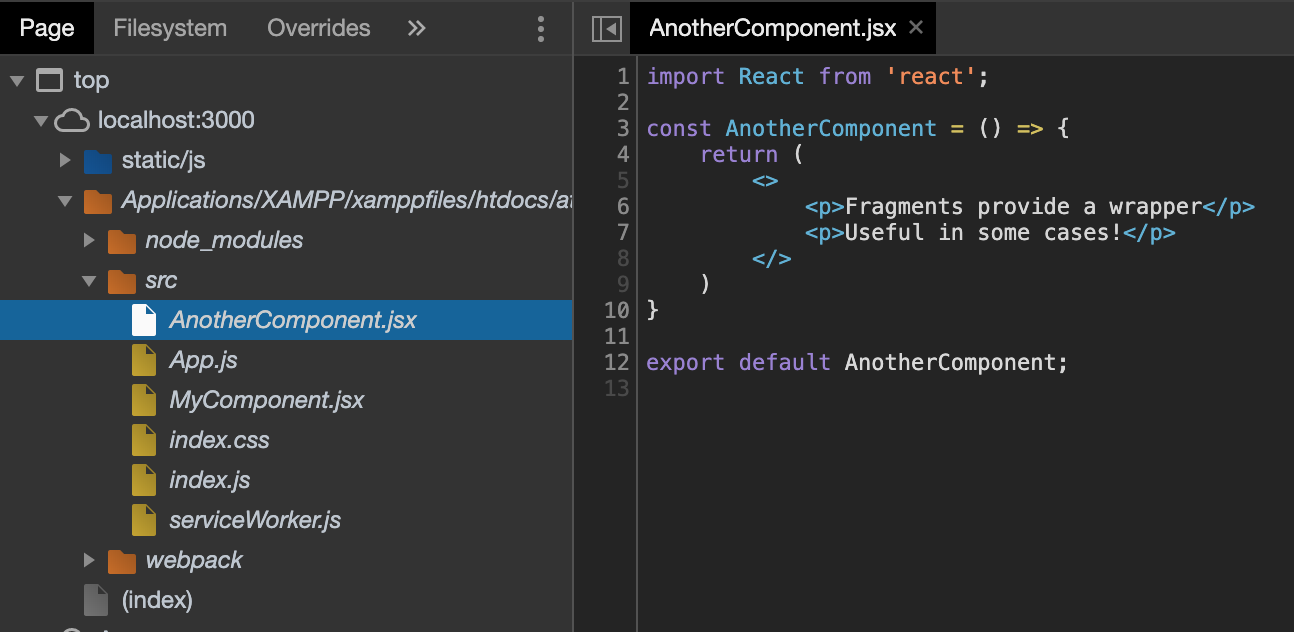 Page Filesystem Overrides »
top
localhost:3000
static/js
Applications/XAMPP/xamppfiles/htdocs/
node_modules
src
AnotherComponent.jsx
App.js
MyComponent.jsx
index.css
index.js
serviceWorker.js
webpack
(index)
AnotherComponent.jsx ×
1 import React from 'react';
2
3 const AnotherComponent = () => {
4 return (
5 <>
6 <p>Fragments provide a wrapper</p>
7 <p>Useful in some cases!</p>
8 </>
9 )
10 }
11
12 export default AnotherComponent;
13